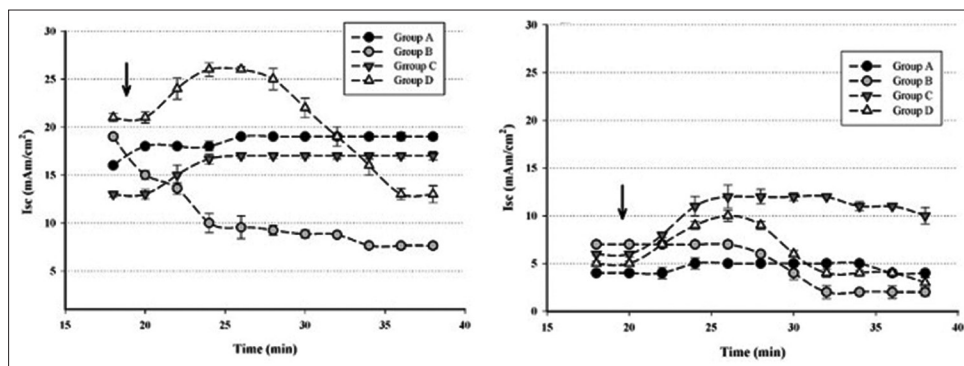 30
25
20
15
10
5
Isc (mAm/cm²)
15 20 25 30 35 40
Time (min)
Group A
Group B
Grroup C
Group D
30
25
20
15
10
5
0
Isc (mAm/cm²)
15 20 25 30 35 40
Time (min)
Group A
Group B
Group C
Group D